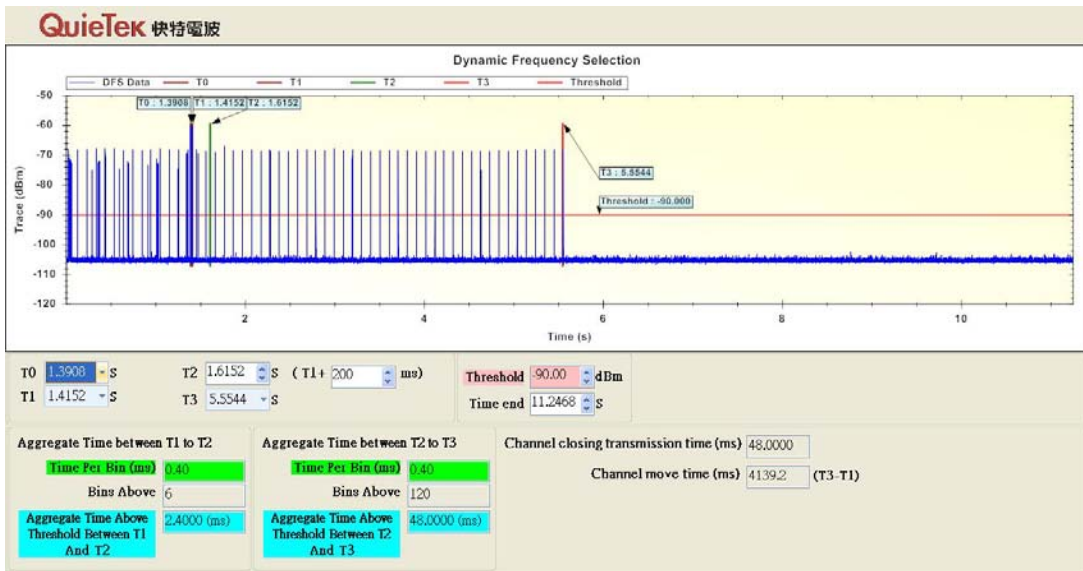 QuieTek 快特電波
Dynamic Frequency Selection
DFS Data T0 T1 T2 T3 Threshold
T0 : 1.3908 T1 : 1.4152 T2 : 1.6152
T3 : 5.5544
Threshold : -90.000
Trace (dBm)
-50
-60
-70
-80
-90
-100
-110
-120
2 4 6 8 10
Time (s)
T0 1.3908 S T2 1.6152 S ( T1+ 200 ms) Threshold -90.00 dBm
T1 1.4152 S T3 5.5544 S Time end 11.2468 S
Aggregate Time between T1 to T2
Time Per Bin (ms) 0.40
Bins Above 6
Aggregate Time Above Threshold Between T1 And T2 2.4000 (ms)
Aggregate Time between T2 to T3
Time Per Bin (ms) 0.40
Bins Above 120
Aggregate Time Above Threshold Between T2 And T3 48.0000 (ms)
Channel closing transmission time (ms) 48.0000
Channel move time (ms) 4139.2 (T3-T1)